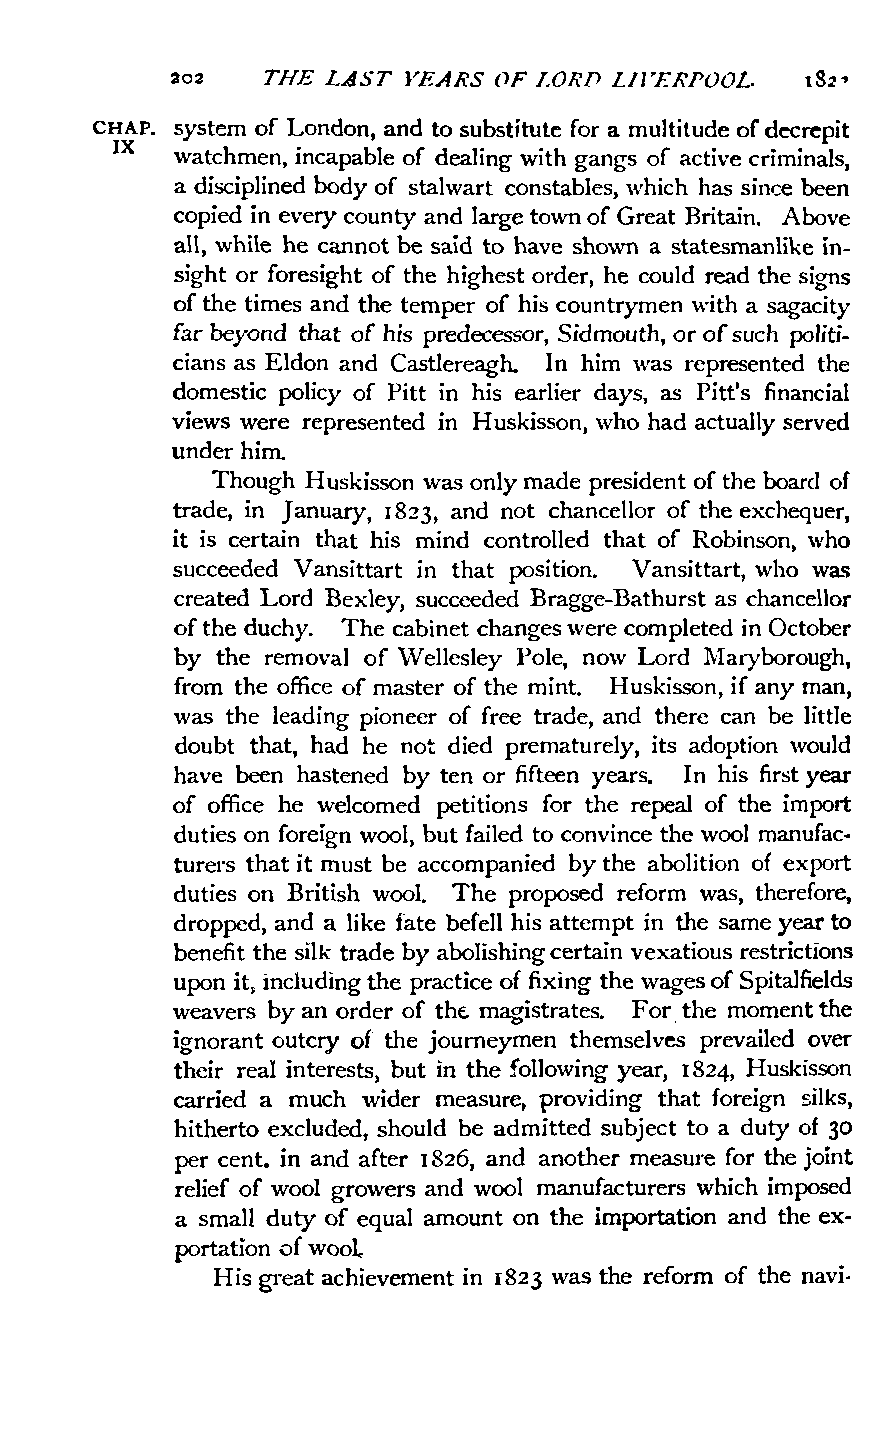 202 THE LAST YEARS OF LORD LIVERPOOL.
CHAP. system of London, and to substitute for a multitude of decrepit
IX watchmen, incapable of dealing with gangs of active criminals,
a disciplined body of stalwart constables, which has since been
copied in every county and large town of Great Britain. Above
all, while he cannot be said to have shown a statesmanlike in-
sight or foresight of the highest order, he could read the signs
of the times and the temper of his countrymen with a sagacity
far beyond that of his predecessor, Sidmouth, or of such politi-
cians as Eldon and Castlereagh. In him was represented the
domestic policy of Pitt in his earlier days, as Pitt's financial
views were represented in Huskisson, who had actually served
under him.
Though Huskisson was only made president of the board of
trade, in January, 1823, and not chancellor of the exchequer,
it is certain that his mind controlled that of Robinson, who
succeeded Vansittart in that position. Vansittart, who was
created Lord Bexley, succeeded Bragge-Bathurst as chancellor
of the duchy. The cabinet changes were completed in October
by the removal of Wellesley Pole, now Lord Maryborough,
from the office of master of the mint. Huskisson, if any man,
was the leading pioneer of free trade, and there can be little
doubt that, had he not died prematurely, its adoption would
have been hastened by ten or fifteen years. In his first year
of office he welcomed petitions for the repeal of the import
duties on foreign wool, but failed to convince the wool manufac-
turers that it must be accompanied by the abolition of export
duties on British wool. The proposed reform was, therefore,
dropped, and a like fate befell his attempt in the same year to
benefit the silk trade by abolishing certain vexatious restrictions
upon it, including the practice of fixing the wages of Spitalfields
weavers by an order of the magistrates. For the moment the
ignorant outcry of the journeymen themselves prevailed over
their real interests, but in the following year, 1824, Huskisson
carried a much wider measure, providing that foreign silks,
hitherto excluded, should be admitted subject to a duty of 30
per cent. in and after 1826, and another measure for the joint
relief of wool growers and wool manufacturers which imposed
a small duty of equal amount on the importation and the ex-
portation of wool.
His great achievement in 1823 was the reform of the navi-